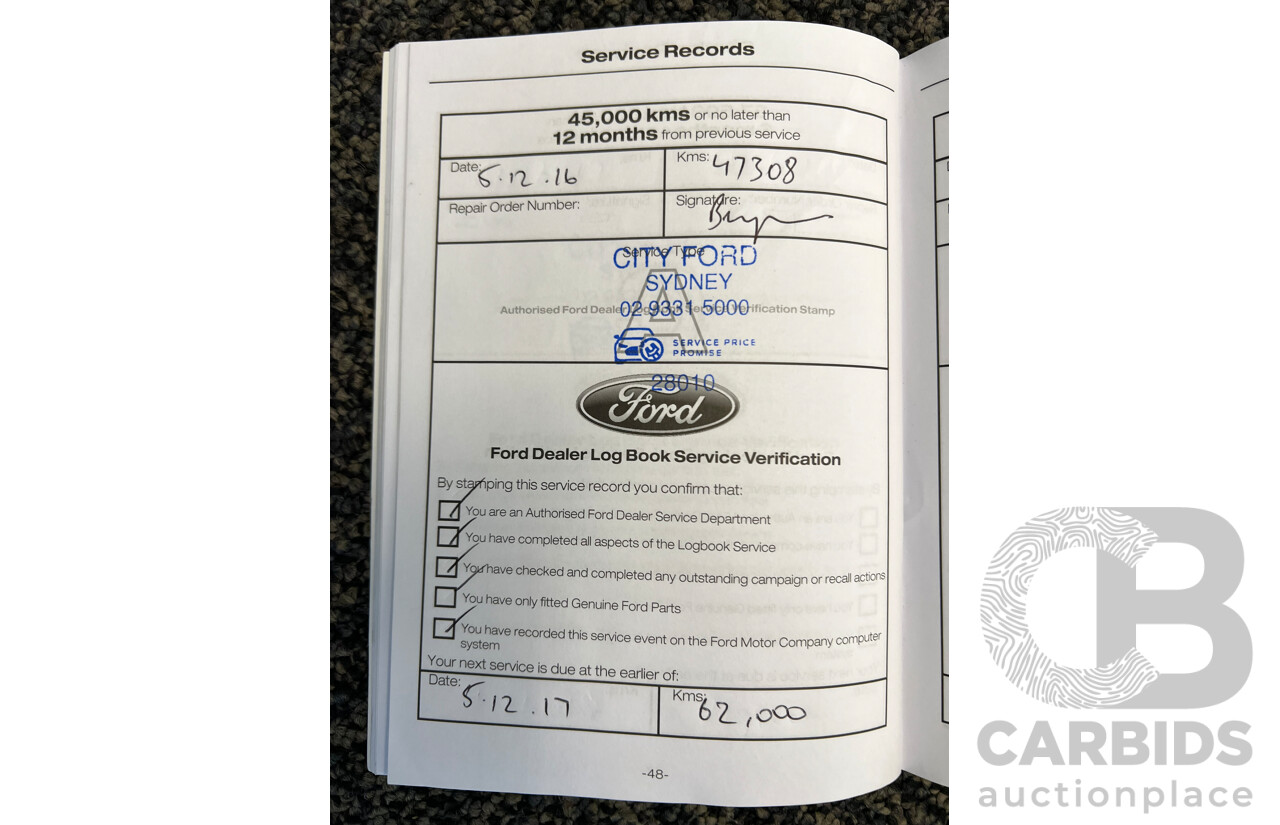 Service Records
45,000 kms or no later than
12 months from previous service
Date: 5.12.16
Kms: 47308
Repair Order Number:
Signature:
Service Type
CITY FORD
SYDNEY
A
02 9331 5000
Authorised Ford Dealer Log Book Service Verification Stamp
SERVICE PRICE
PROMISE
28010
Ford
Ford Dealer Log Book Service Verification
By stamping this service record you confirm that:
You are an Authorised Ford Dealer Service Department
You have completed all aspects of the Logbook Service
You have checked and completed any outstanding campaign or recall actions
You have only fitted Genuine Ford Parts
You have recorded this service event on the Ford Motor Company computer
system
Your next service is due at the earlier of:
Date: 5.12.17
Kms: 62,000
-48-
CB
CARBIDS
auctionplace